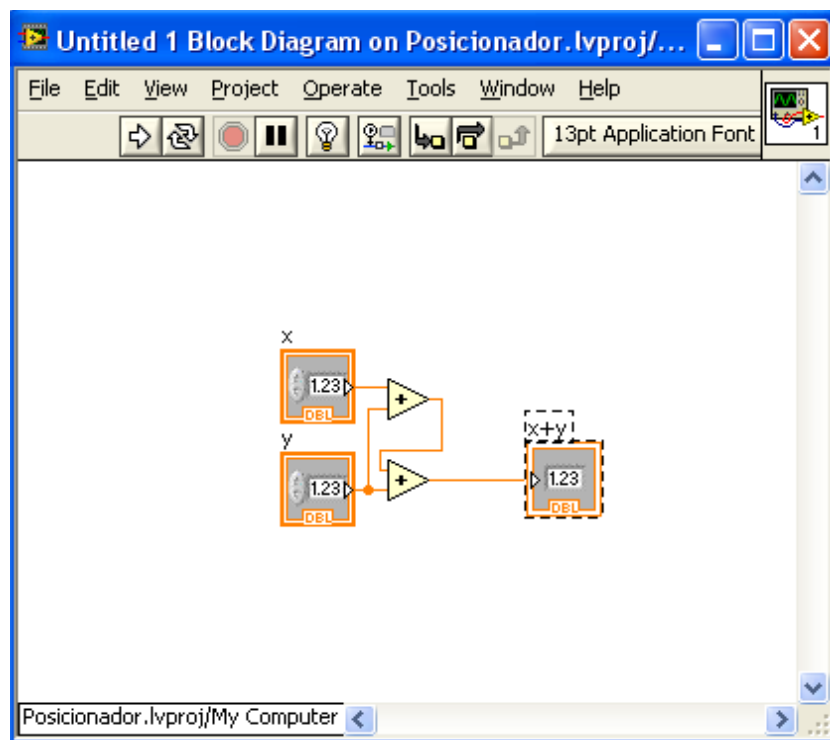 Untitled 1 Block Diagram on Posicionador.lvproj/...
File Edit View Project Operate Tools Window Help
13pt Application Font
1
x
1.23
DBL
y
1.23
DBL
x+y
1.23
DBL
Posicionador.lvproj/My Computer